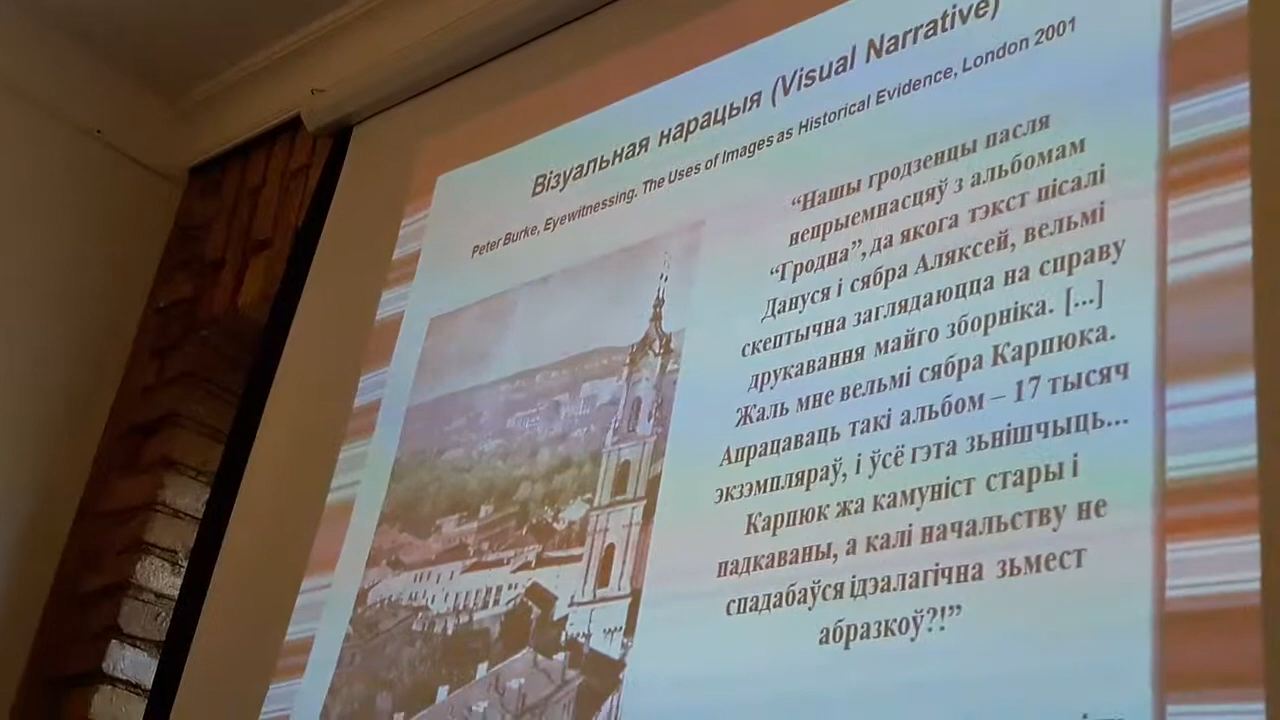 Візуальная нарацыя (Visual Narrative)
Peter Burke, Eyewitnessing. The Uses of Images as Historical Evidence, London 2001
“Нашы гродзенцы пасля
непрыемнасцяў з альбомам
“Гродна”, да якога тэкст пісалі
Дануся і сябра Аляксей, вельмі
скептычна заглядаюцца на справу
друкавання майго зборніка. [...]
Жаль мне вельмі сябра Карпюка.
Апрацаваць такі альбом – 17 тысяч
экзэмпляраў, і ўсё гэта зьнішчыць...
Карпюк жа камуніст стары і
падкаваны, а калі начальству не
спадабаўся ідэалагічна зьмест
абразкоў?!”